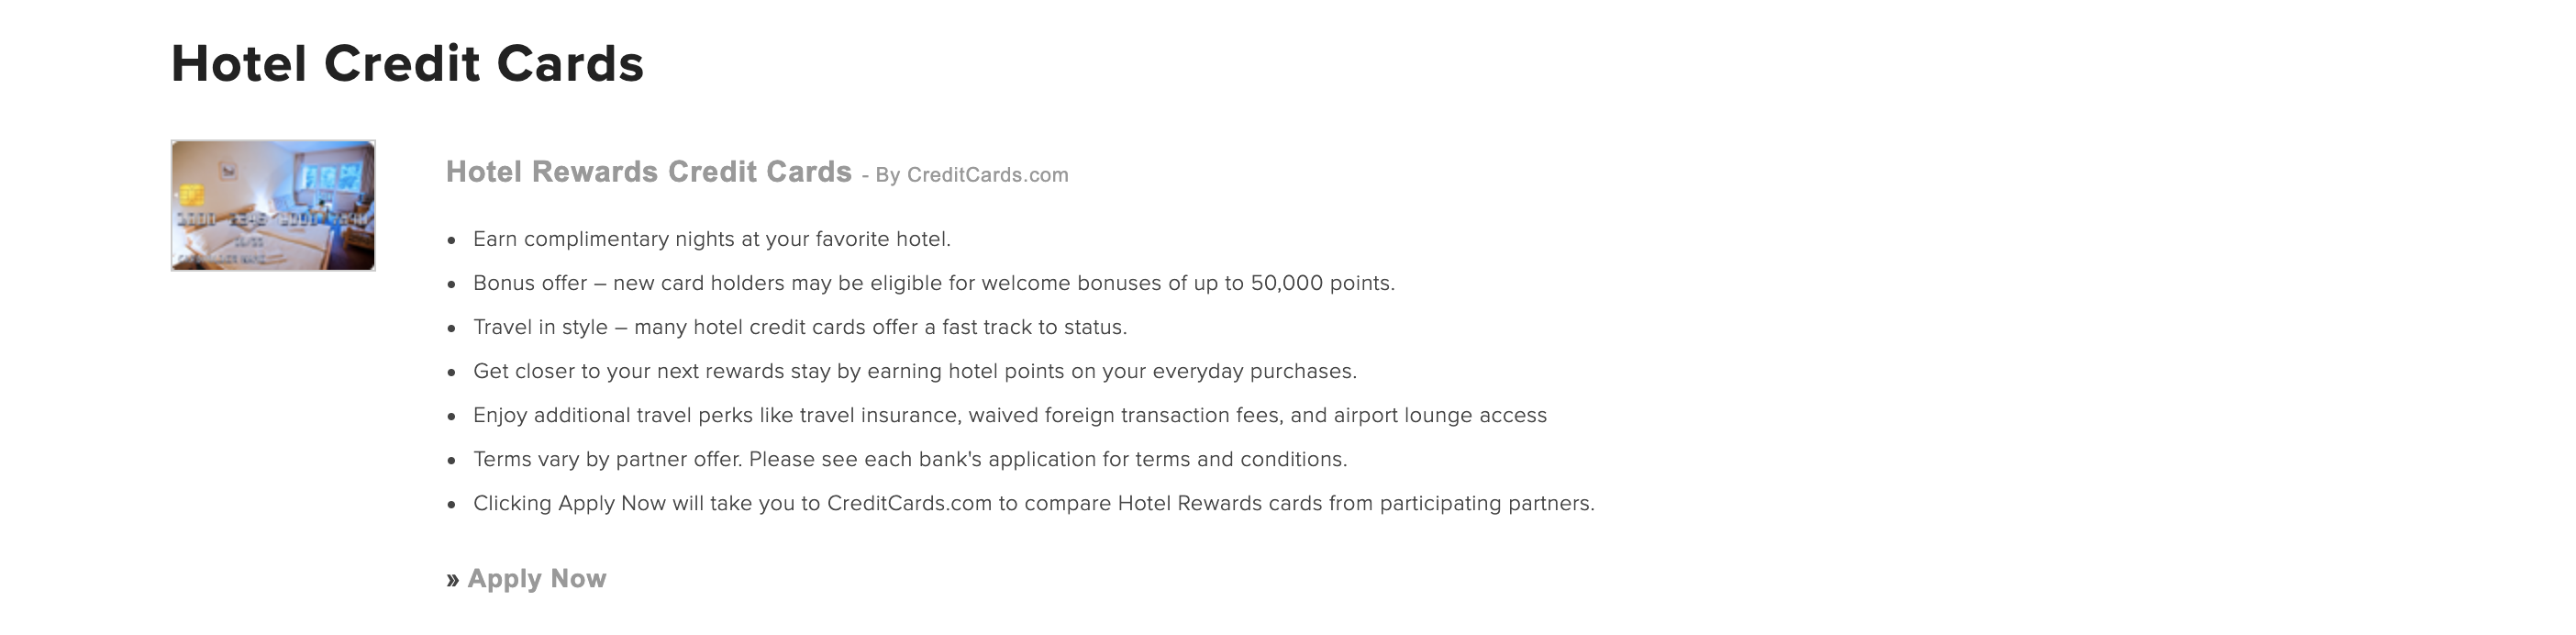 Hotel Credit Cards
Hotel Rewards Credit Cards - By CreditCards.com
• Earn complimentary nights at your favorite hotel.
• Bonus offer – new card holders may be eligible for welcome bonuses of up to 50,000 points.
• Travel in style – many hotel credit cards offer a fast track to status.
• Get closer to your next rewards stay by earning hotel points on your everyday purchases.
• Enjoy additional travel perks like travel insurance, waived foreign transaction fees, and airport lounge access
• Terms vary by partner offer. Please see each bank's application for terms and conditions.
• Clicking Apply Now will take you to CreditCards.com to compare Hotel Rewards cards from participating partners.
» Apply Now